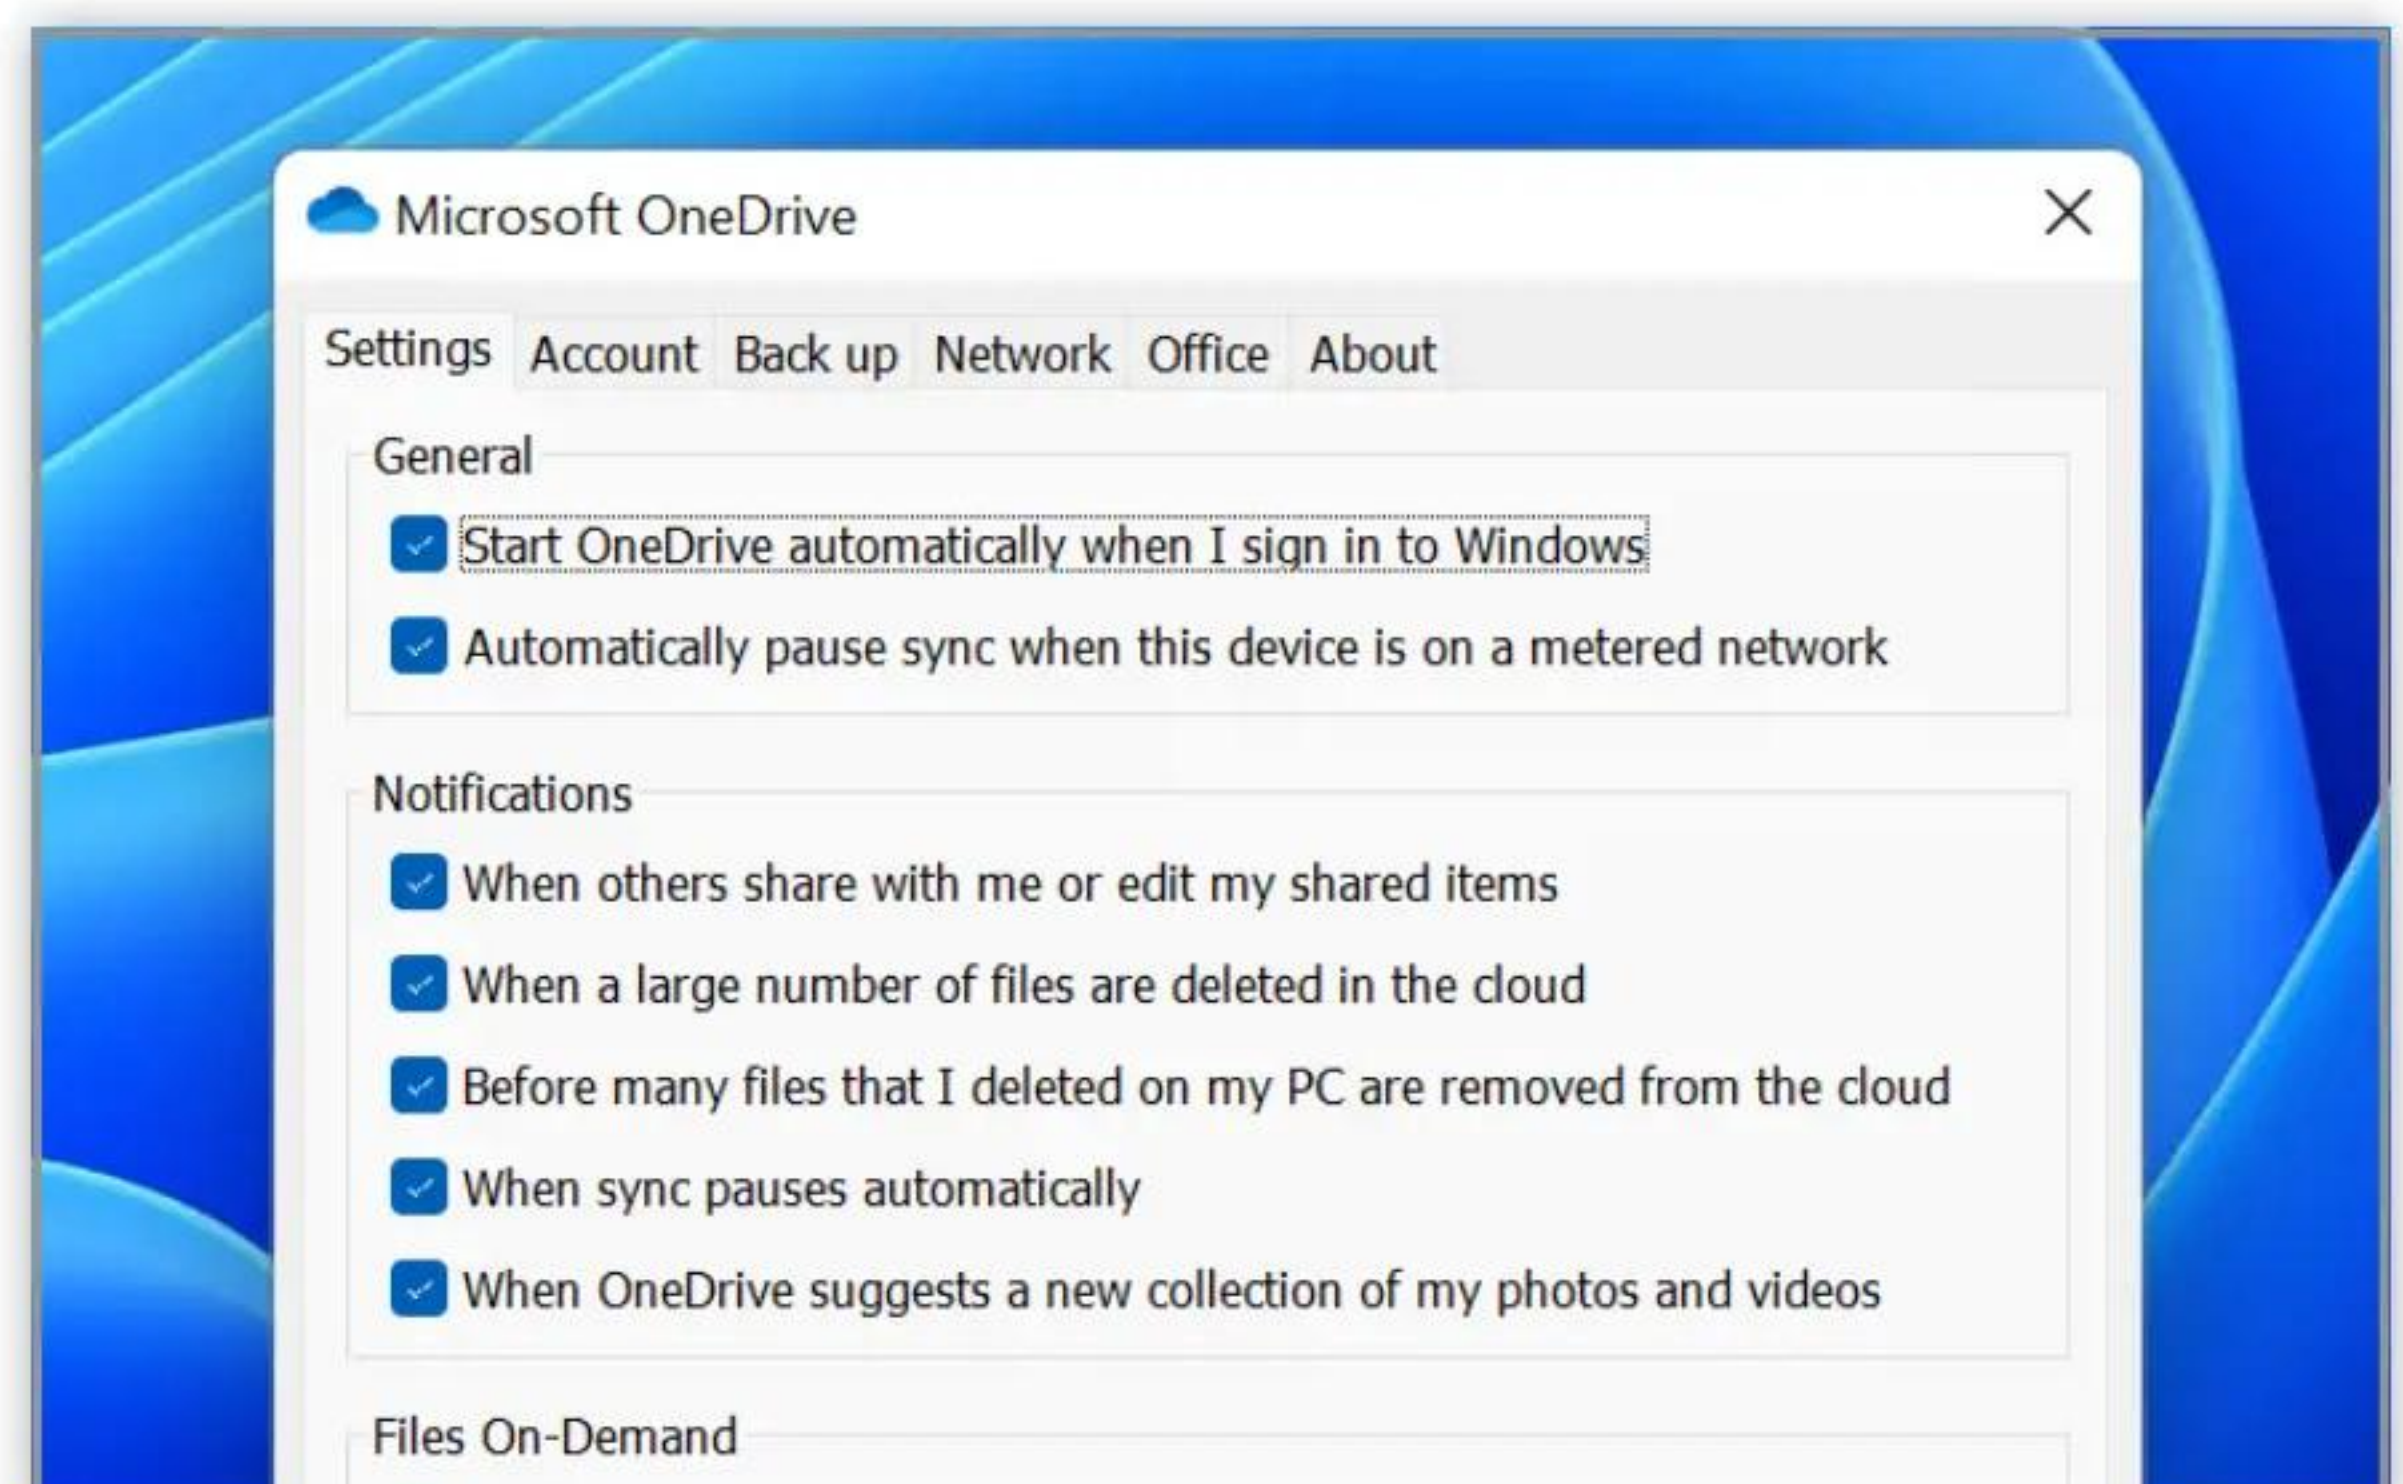 Microsoft OneDrive
Settings Account Back up Network Office About
General
Start OneDrive automatically when I sign in to Windows
Automatically pause sync when this device is on a metered network
Notifications
When others share with me or edit my shared items
When a large number of files are deleted in the cloud
Before many files that I deleted on my PC are removed from the cloud
When sync pauses automatically
When OneDrive suggests a new collection of my photos and videos
Files On-Demand